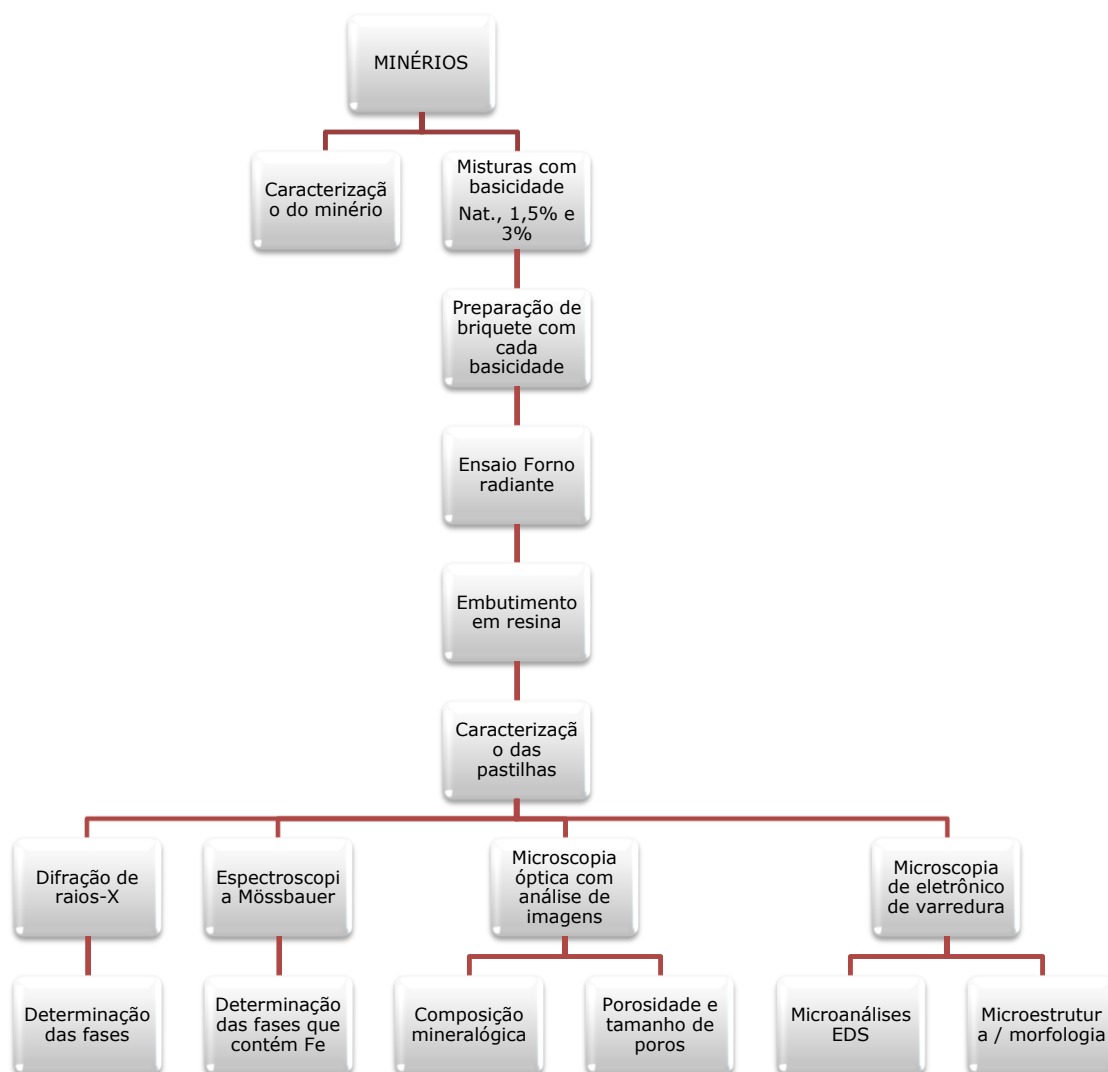 MINÉRIOS
Caracterizaçã
o do minério
Misturas com
basicidade
Nat., 1,5% e
3%
Preparação de
briquete com
cada
basicidade
Ensaio Forno
radiante
Embutimento
em resina
Caracterizaçã
o das
pastilhas
Difração de
raios-X
Espectroscopi
a Mössbauer
Microscopia
óptica com
análise de
imagens
Microscopia
de eletrônico
de varredura
Determinação
das fases
Determinação
das fases que
contém Fe
Composição
mineralógica
Porosidade e
tamanho de
poros
Microanálises
EDS
Microestrutur
a / morfologia